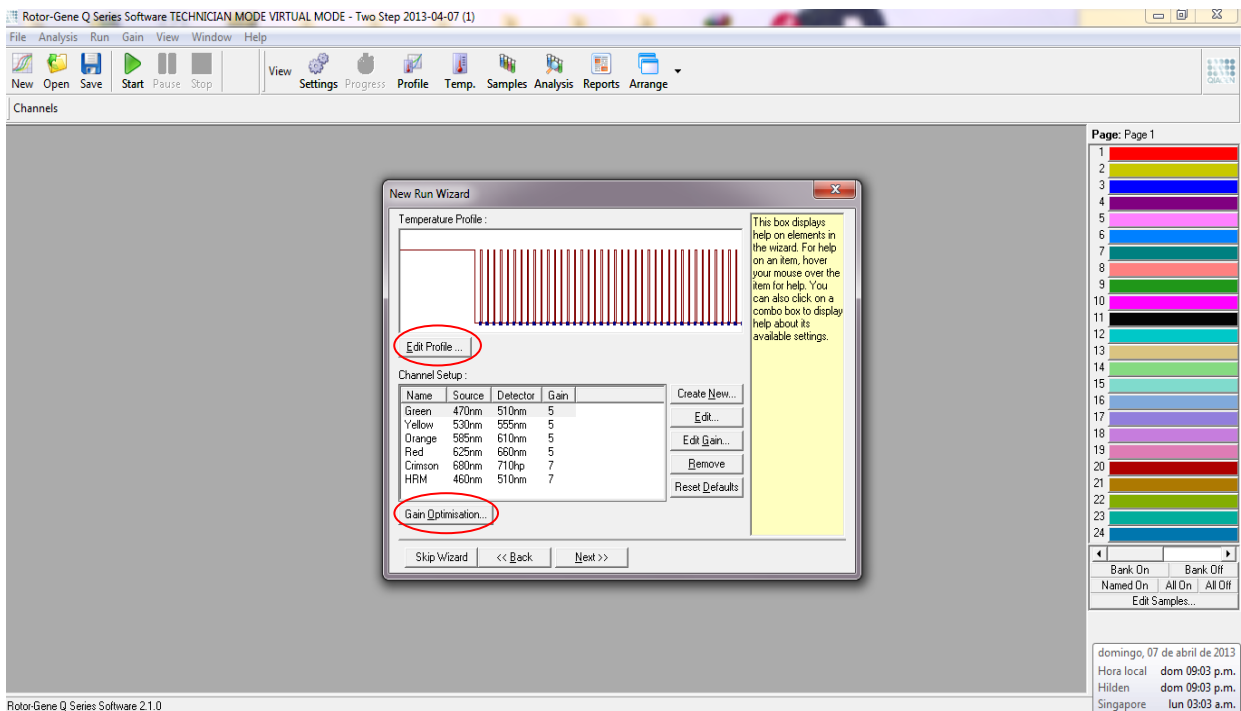 Rotor-Gene Q Series Software TECHNICIAN MODE VIRTUAL MODE - Two Step 2013-04-07 (1)
File Analysis Run Gain View Window Help
New Open Save Start Pause Stop View Settings Progress Profile Temp. Samples Analysis Reports Arrange
QIAGEN
Channels
Page: Page 1
1
2
3
4
5
6
7
8
9
10
11
12
13
14
15
16
17
18
19
20
21
22
23
24
Bank On Bank Off
Named On All On All Off
Edit Samples...
New Run Wizard
Temperature Profile :
Edit Profile ...
Channel Setup :
Name Source Detector Gain
Green 470nm 510nm 5
Yellow 530nm 555nm 5
Orange 585nm 610nm 5
Red 625nm 660nm 5
Crimson 680nm 710hp 7
HRM 460nm 510nm 7
Create New...
Edit...
Edit Gain...
Remove
Reset Defaults
Gain Optimisation...
Skip Wizard << Back Next >>
This box displays
help on elements in
the wizard. For help
on an item, hover
your mouse over the
item for help. You
can also click on a
combo box to display
help about its
available settings.
domingo, 07 de abril de 2013
Hora local dom 09:03 p.m.
Hilden dom 09:03 p.m.
Singapore lun 03:03 a.m.
Rotor-Gene Q Series Software 2.1.0